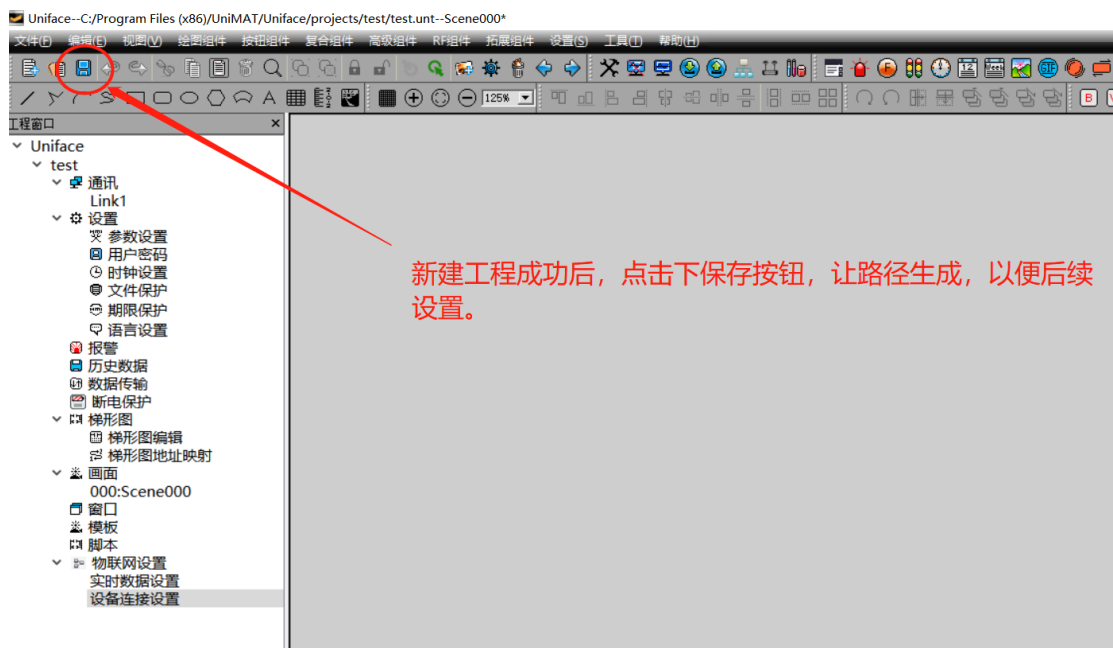 Uniface--C:/Program Files (x86)/UniMAT/Uniface/projects/test/test.unt--Scene000*
文件(F) 编辑(E) 视图(V) 绘图组件 按钮组件 复合组件 高级组件 RF组件 拓展组件 设置(S) 工具(T) 帮助(H)
125%
B
工程窗口
Uniface
test
通讯
Link1
设置
参数设置
用户密码
时钟设置
文件保护
期限保护
语言设置
报警
历史数据
数据传输
断电保护
梯形图
梯形图编辑
梯形图地址映射
画面
000:Scene000
窗口
模板
脚本
物联网设置
实时数据设置
设备连接设置
新建工程成功后，点击下保存按钮，让路径生成，以便后续
设置。